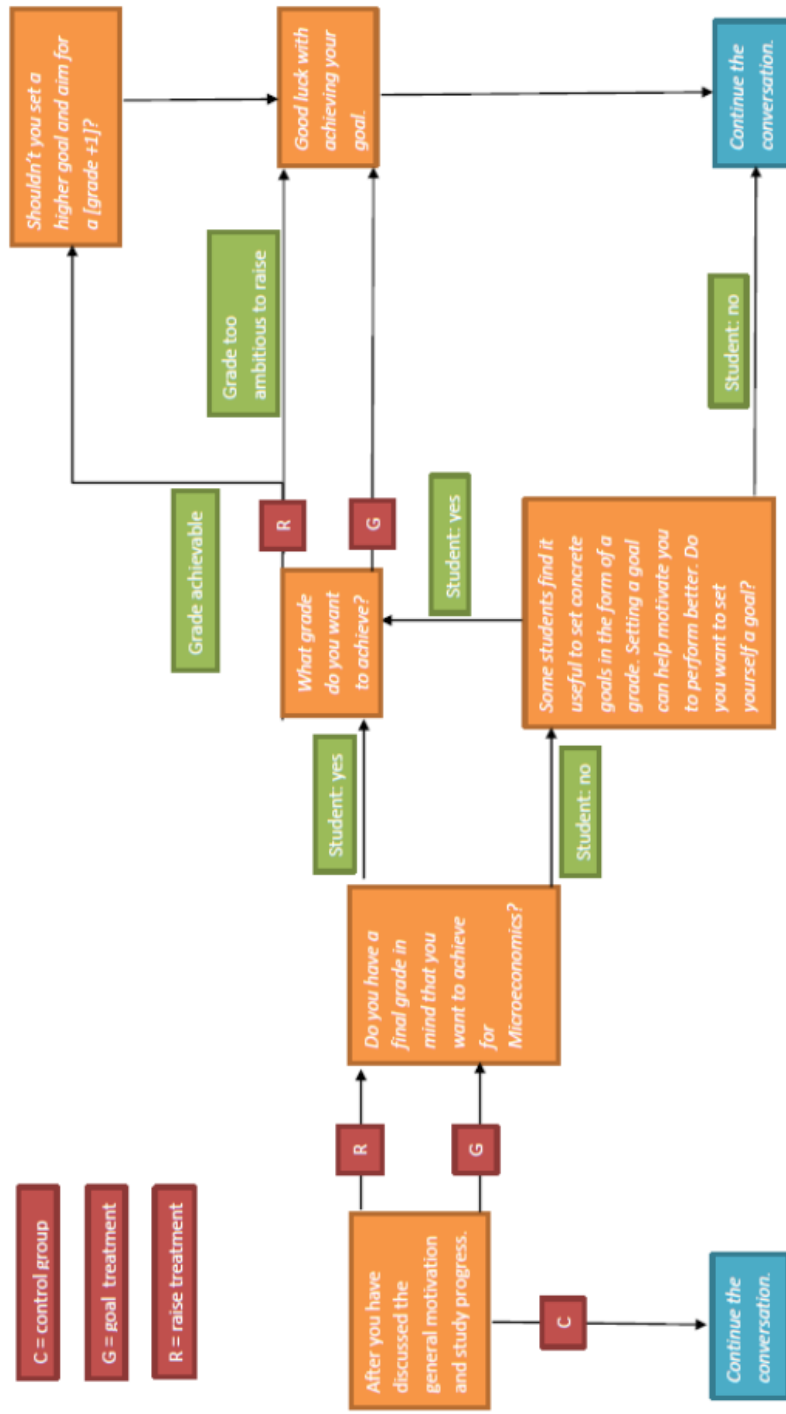 C = control group
G = goal  treatment
R = raise treatment
After you have
discussed the
general motivation
and study progress.
R
G
C
Continue the
conversation.
Do you have a
final grade in
mind that you
want to achieve
for
Microeconomics?
Student: yes
Student: no
What grade
do you want
to achieve?
Some students find it
useful to set concrete
goals in the form of a
grade. Setting a goal
can help motivate you
to perform better. Do
you want to set
yourself a goal?
Student: yes
R
G
Grade achievable
Grade too
ambitious to raise
Student: no
Shouldn't you set a
higher goal and aim for
a [grade +1]?
Good luck with
achieving your
goal.
Continue the
conversation.